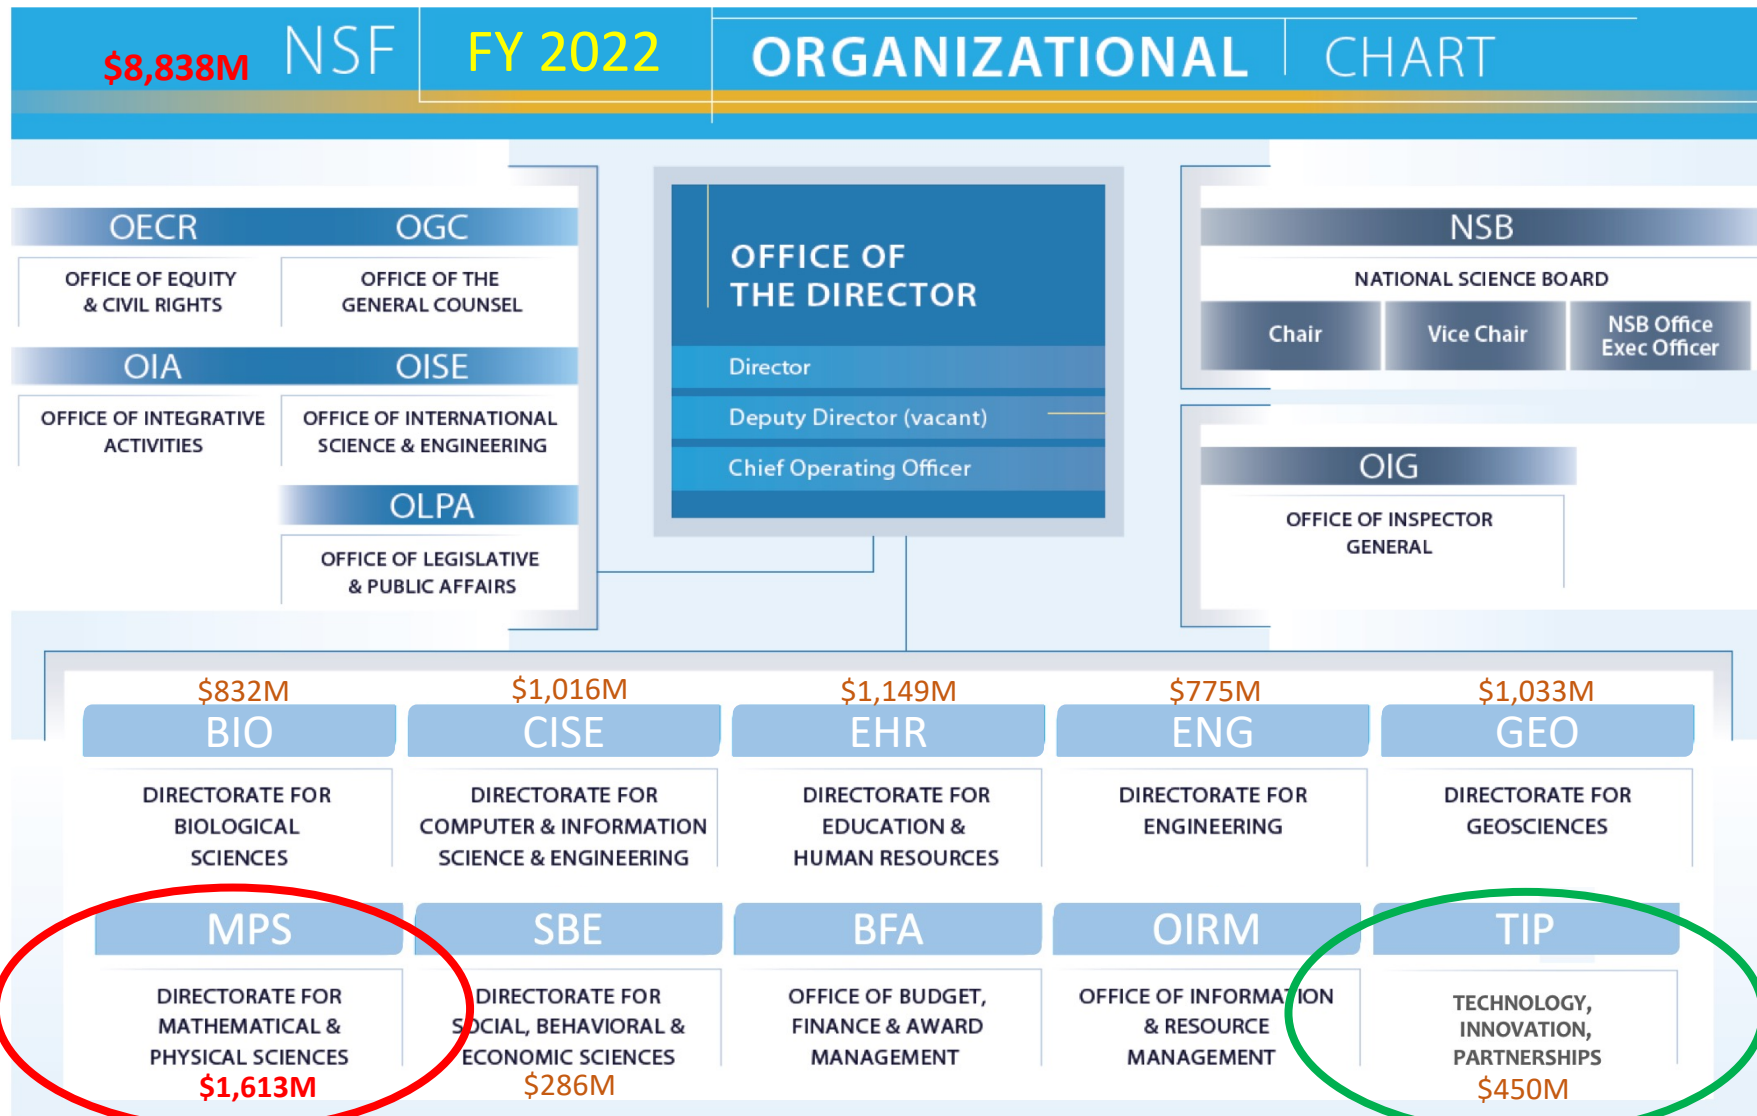 $8,838M NSF FY 2022 ORGANIZATIONAL CHART
OECR
OFFICE OF EQUITY
& CIVIL RIGHTS
OGC
OFFICE OF THE
GENERAL COUNSEL
OIA
OFFICE OF INTEGRATIVE
ACTIVITIES
OISE
OFFICE OF INTERNATIONAL
SCIENCE & ENGINEERING
OLPA
OFFICE OF LEGISLATIVE
& PUBLIC AFFAIRS
OFFICE OF
THE DIRECTOR
Director
Deputy Director (vacant)
Chief Operating Officer
NSB
NATIONAL SCIENCE BOARD
Chair
Vice Chair
NSB Office
Exec Officer
OIG
OFFICE OF INSPECTOR
GENERAL
$832M
BIO
DIRECTORATE FOR
BIOLOGICAL
SCIENCES
$1,016M
CISE
DIRECTORATE FOR
COMPUTER & INFORMATION
SCIENCE & ENGINEERING
$1,149M
EHR
DIRECTORATE FOR
EDUCATION &
HUMAN RESOURCES
$775M
ENG
DIRECTORATE FOR
ENGINEERING
$1,033M
GEO
DIRECTORATE FOR
GEOSCIENCES
MPS
DIRECTORATE FOR
MATHEMATICAL &
PHYSICAL SCIENCES
$1,613M
SBE
DIRECTORATE FOR
SOCIAL, BEHAVIORAL &
ECONOMIC SCIENCES
$286M
BFA
OFFICE OF BUDGET,
FINANCE & AWARD
MANAGEMENT
OIRM
OFFICE OF INFORMATION
& RESOURCE
MANAGEMENT
TIP
TECHNOLOGY,
INNOVATION,
PARTNERSHIPS
$450M